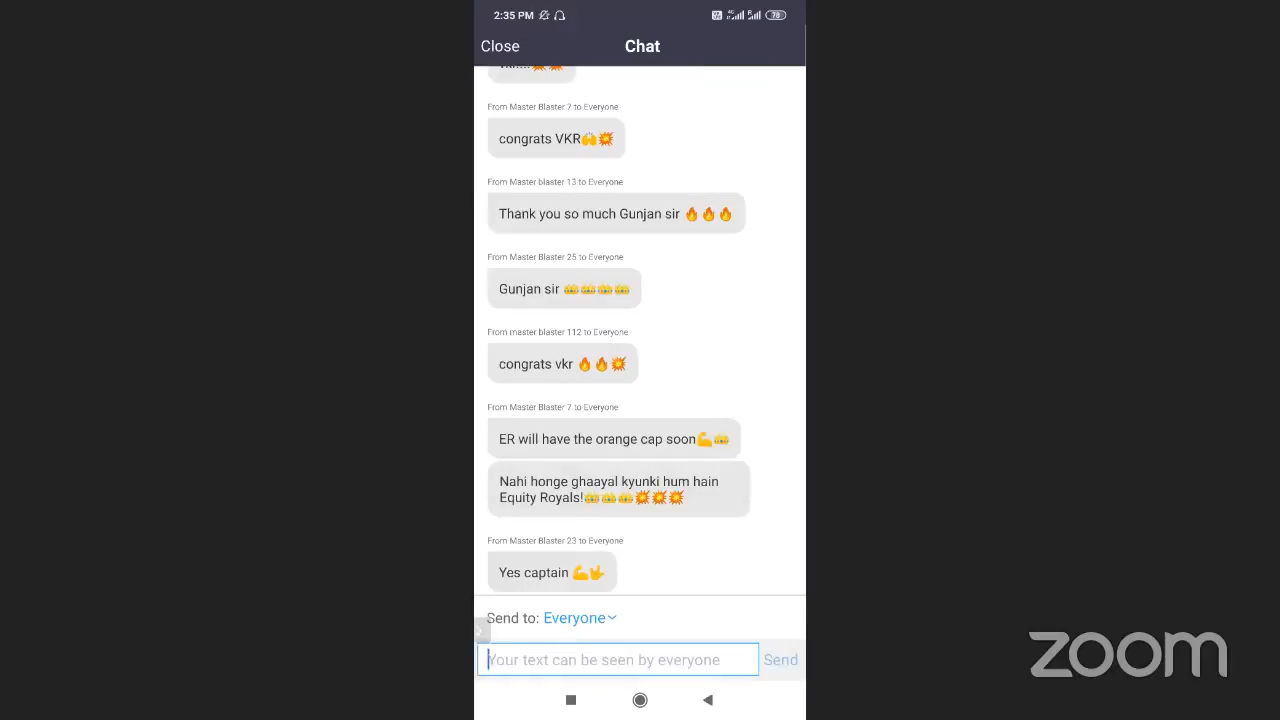 2:35 PM
78
Close
Chat
From Master Blaster 7 to Everyone
congrats VKR🙌💥
From Master blaster 13 to Everyone
Thank you so much Gunjan sir 🔥🔥🔥
From Master Blaster 25 to Everyone
Gunjan sir 👑👑👑👑
From master blaster 112 to Everyone
congrats vkr 🔥🔥💥
From Master Blaster 7 to Everyone
ER will have the orange cap soon💪👑
Nahi honge ghaayal kyunki hum hain
Equity Royals!👑👑👑💥💥💥
From Master Blaster 23 to Everyone
Yes captain 💪🤟
Send to: Everyone
Your text can be seen by everyone
Send
zoom